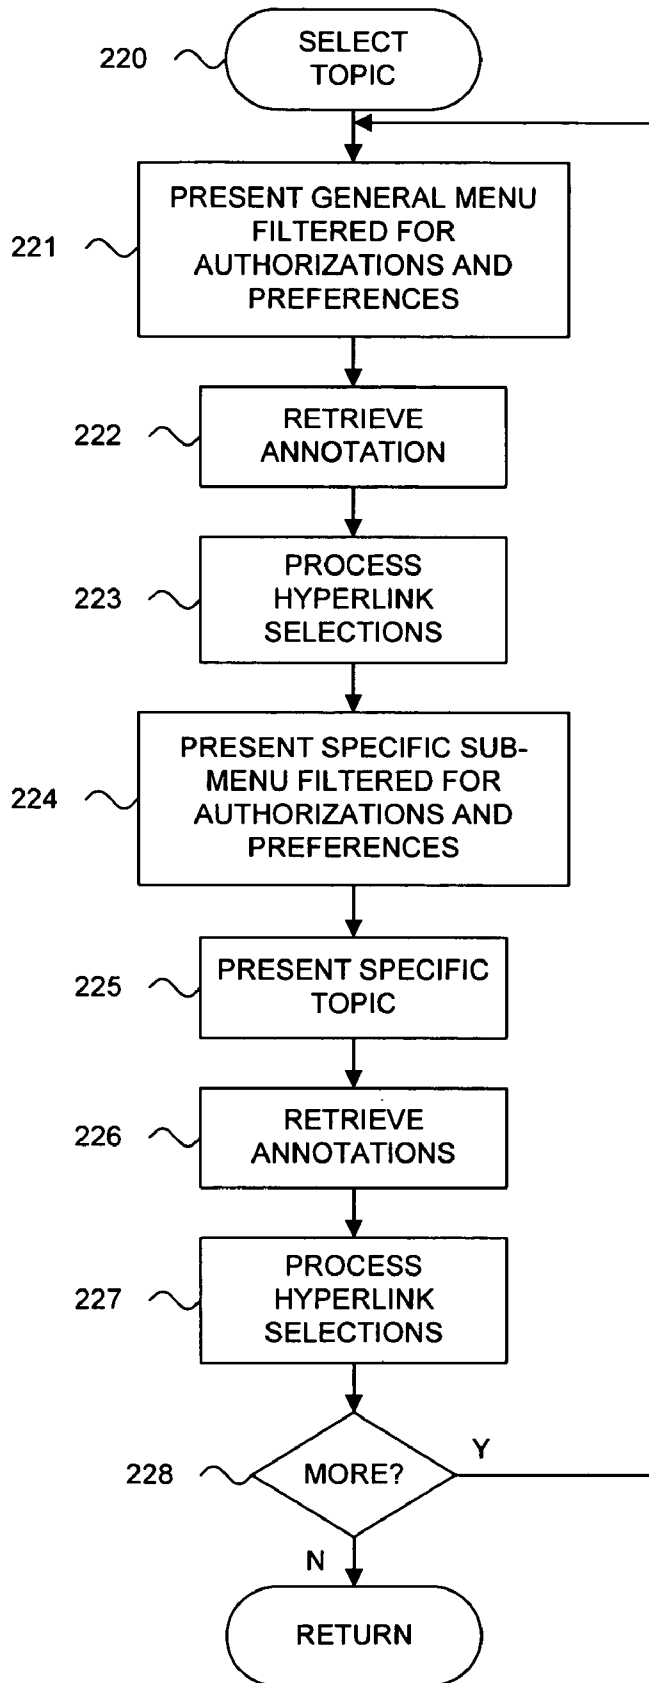 220
SELECT
TOPIC
221
PRESENT GENERAL MENU
FILTERED FOR
AUTHORIZATIONS AND
PREFERENCES
222
RETRIEVE
ANNOTATION
223
PROCESS
HYPERLINK
SELECTIONS
224
PRESENT SPECIFIC SUB-
MENU FILTERED FOR
AUTHORIZATIONS AND
PREFERENCES
225
PRESENT SPECIFIC
TOPIC
226
RETRIEVE
ANNOTATIONS
227
PROCESS
HYPERLINK
SELECTIONS
228
MORE?
Y
N
RETURN